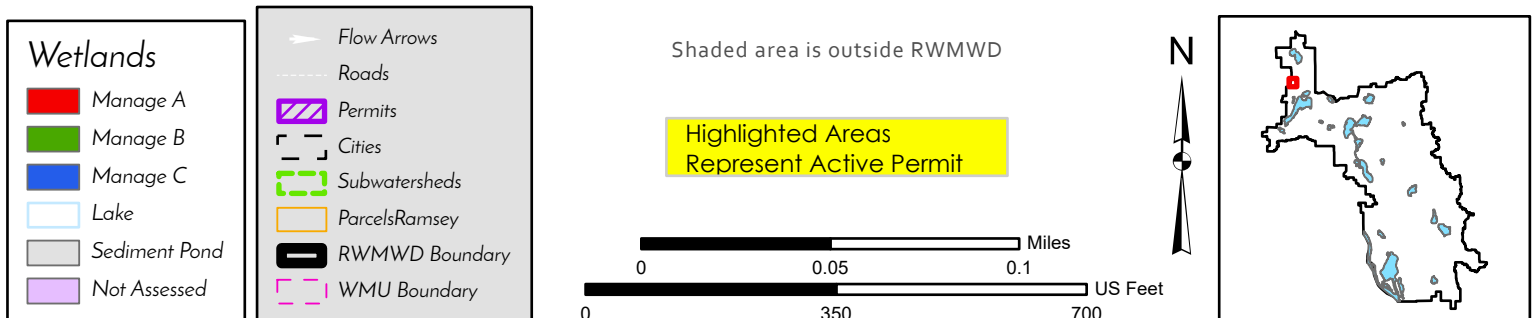 Wetlands
Manage A
Manage B
Manage C
Lake
Sediment Pond
Not Assessed
Flow Arrows
Roads
Permits
Cities
Subwatersheds
ParcelsRamsey
RWMWD Boundary
WMU Boundary
Shaded area is outside RWMWD
Highlighted Areas
Represent Active Permit
Miles
0 0.05 0.1
US Feet
0 350 700
N